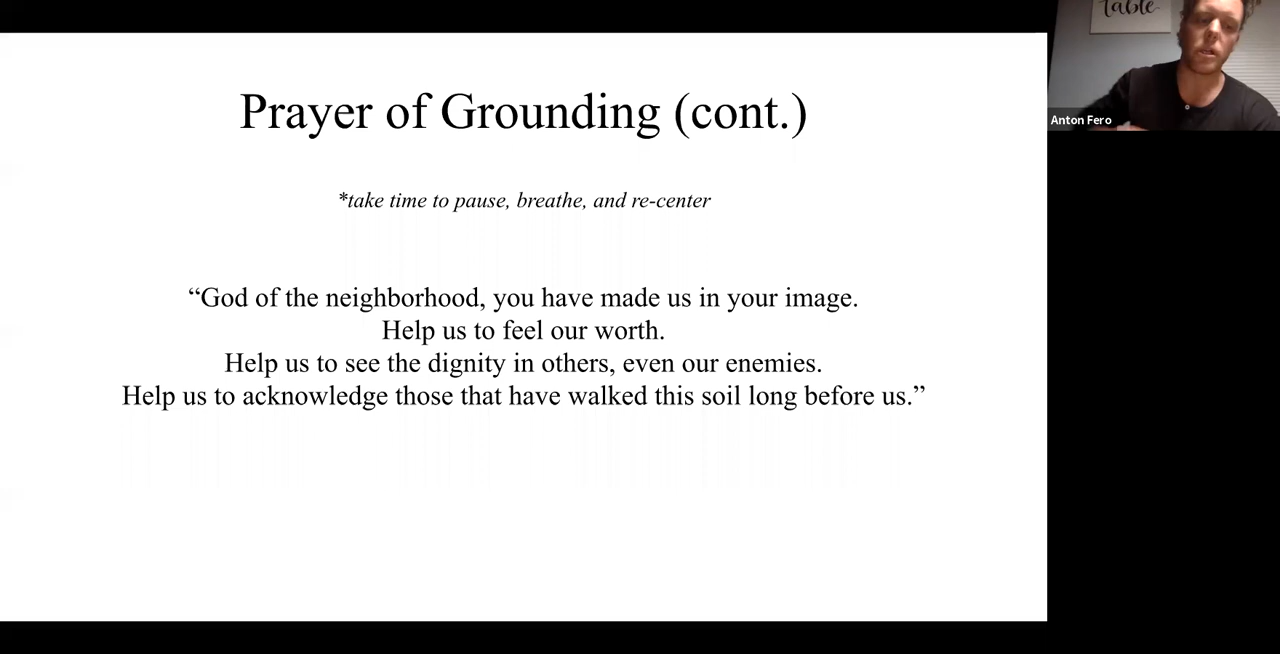 Prayer of Grounding (cont.)
*take time to pause, breathe, and re-center
“God of the neighborhood, you have made us in your image.
Help us to feel our worth.
Help us to see the dignity in others, even our enemies.
Help us to acknowledge those that have walked this soil long before us.”
table
Anton Fero